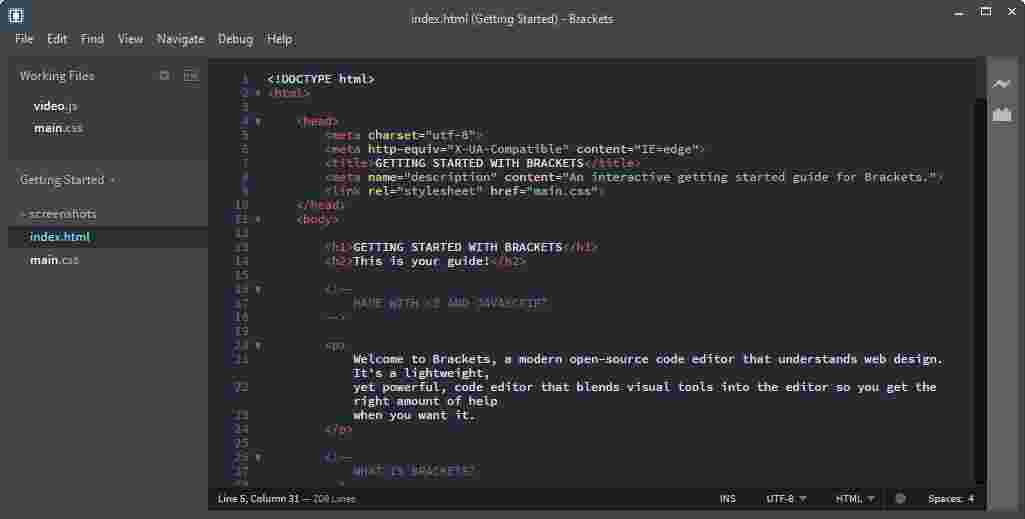 index.html (Getting Started) - Brackets
File Edit Find View Navigate Debug Help
Working Files
video.js
main.css
Getting Started
screenshots
index.html
main.css
1 <!DOCTYPE html>
2 <html>
3
4 <head>
5 <meta charset="utf-8">
6 <meta http-equiv="X-UA-Compatible" content="IE=edge">
7 <title>GETTING STARTED WITH BRACKETS</title>
8 <meta name="description" content="An interactive getting started guide for Brackets.">
9 <link rel="stylesheet" href="main.css">
10 </head>
11 <body>
12
13 <h1>GETTING STARTED WITH BRACKETS</h1>
14 <h2>This is your guide!</h2>
15
16 <!--
17 MADE WITH <3 AND JAVASCRIPT
18 -->
19
20 <p>
21 Welcome to Brackets, a modern open-source code editor that understands web design.
It's a lightweight,
22 yet powerful, code editor that blends visual tools into the editor so you get the
right amount of help
23 when you want it.
24 </p>
25
26 <!--
27 WHAT IS BRACKETS?
Line 5, Column 31 — 200 Lines INS UTF-8 HTML Spaces: 4